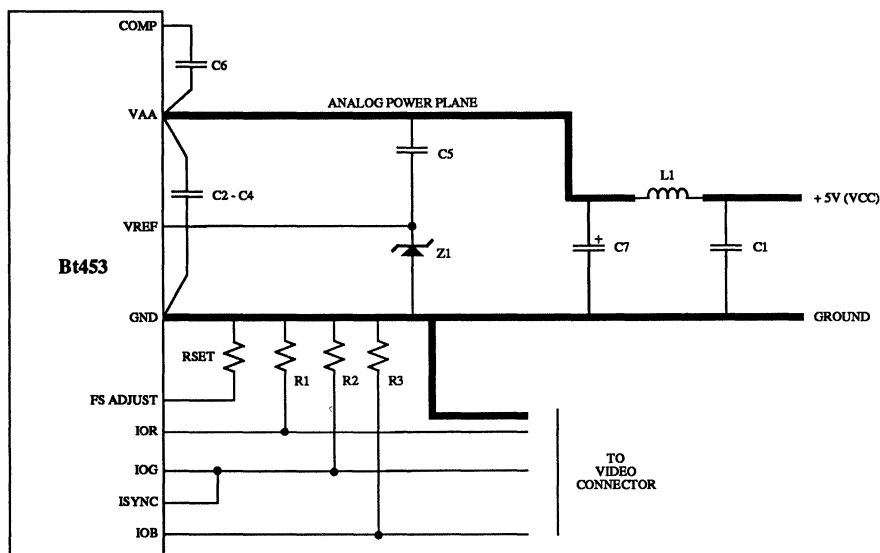 COMP
C6
VAA
ANALOG POWER PLANE
C5
L1
C2 - C4
+ 5V (VCC)
VREF
+
C7
C1
Z1
Bt453
GND
GROUND
RSET
R1
R2
R3
FS ADJUST
IOR
IOG
TO
VIDEO
CONNECTOR
ISYNC
IOB